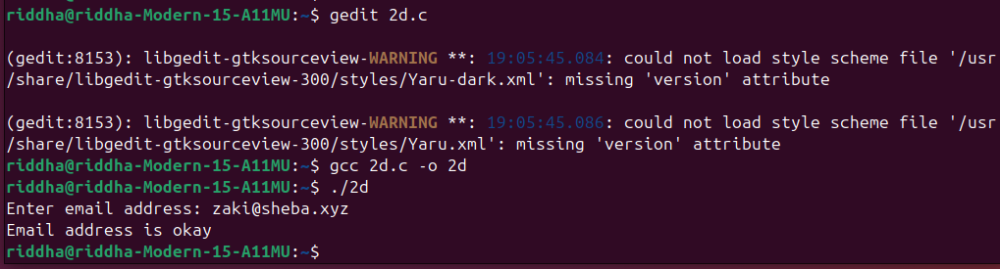 riddha@riddha-Modern-15-A11MU:~$ gedit 2d.c
(gedit:8153): libgedit-gtksourceview-WARNING **: 19:05:45.084: could not load style scheme file '/usr
/share/libgedit-gtksourceview-300/styles/Yaru-dark.xml': missing 'version' attribute
(gedit:8153): libgedit-gtksourceview-WARNING **: 19:05:45.086: could not load style scheme file '/usr
/share/libgedit-gtksourceview-300/styles/Yaru.xml': missing 'version' attribute
riddha@riddha-Modern-15-A11MU:~$ gcc 2d.c -o 2d
riddha@riddha-Modern-15-A11MU:~$ ./2d
Enter email address: zaki@sheba.xyz
Email address is okay
riddha@riddha-Modern-15-A11MU:~$